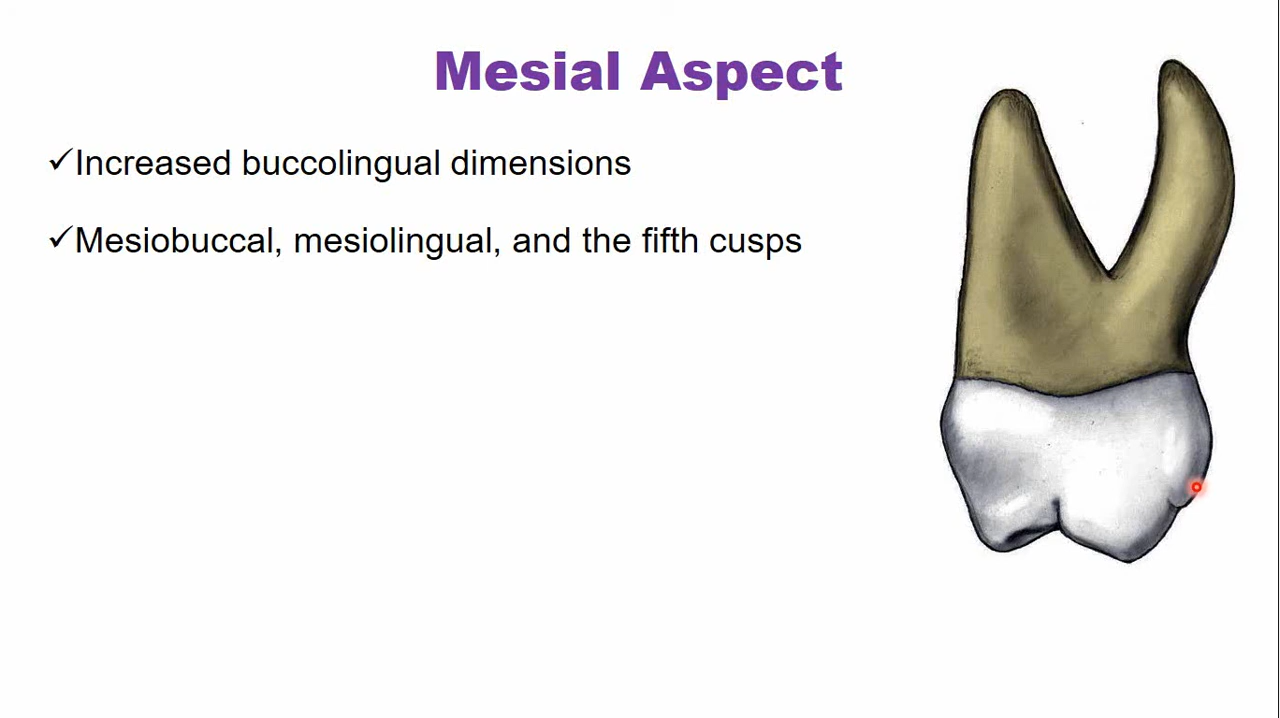 Mesial Aspect
✓Increased buccolingual dimensions
✓Mesiobuccal, mesiolingual, and the fifth cusps